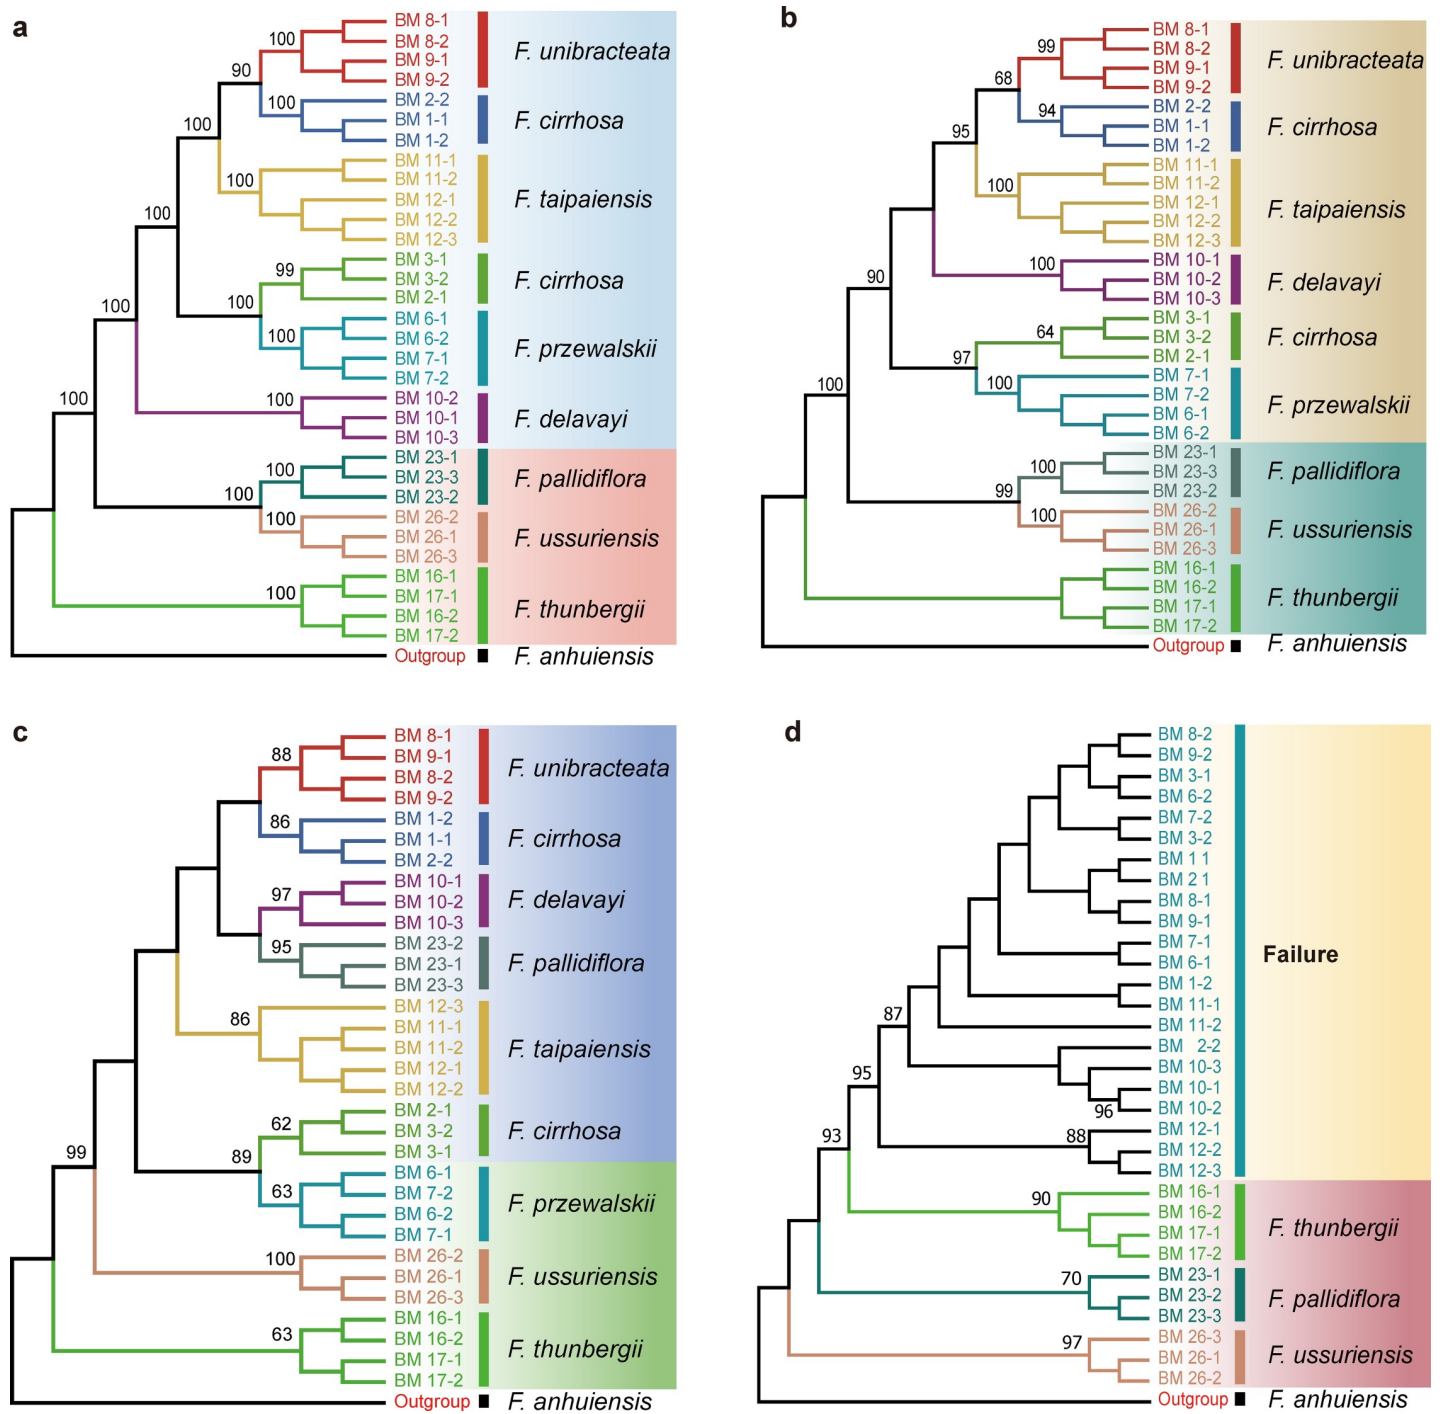 a
BM 8-1
BM 8-2
BM 9-1
BM 9-2
F. unibracteata
100
90
BM 2-2
BM 1-1
BM 1-2
F. cirrhosa
100
100
BM 11-1
BM 11-2
BM 12-1
BM 12-2
BM 12-3
F. taipaiensis
100
100
BM 3-1
BM 3-2
BM 2-1
F. cirrhosa
99
100
BM 6-1
BM 6-2
BM 7-1
BM 7-2
F. przewalskii
100
100
BM 10-2
BM 10-1
BM 10-3
F. delavayi
100
100
BM 23-1
BM 23-3
BM 23-2
F. pallidiflora
100
100
BM 26-2
BM 26-1
BM 26-3
F. ussuriensis
100
BM 16-1
BM 17-1
BM 16-2
BM 17-2
F. thunbergii
100
Outgroup
F. anhuiensis
b
BM 8-1
BM 8-2
BM 9-1
BM 9-2
F. unibracteata
99
68
BM 2-2
BM 1-1
BM 1-2
F. cirrhosa
94
95
BM 11-1
BM 11-2
BM 12-1
BM 12-2
BM 12-3
F. taipaiensis
100
BM 10-1
BM 10-2
BM 10-3
F. delavayi
100
90
BM 3-1
BM 3-2
BM 2-1
F. cirrhosa
64
97
BM 7-1
BM 7-2
BM 6-1
BM 6-2
F. przewalskii
100
100
BM 23-1
BM 23-3
BM 23-2
F. pallidiflora
100
99
BM 26-2
BM 26-1
BM 26-3
F. ussuriensis
100
BM 16-1
BM 16-2
BM 17-1
BM 17-2
F. thunbergii
Outgroup
F. anhuiensis
c
BM 8-1
BM 9-1
BM 8-2
BM 9-2
F. unibracteata
88
BM 1-2
BM 1-1
BM 2-2
F. cirrhosa
86
BM 10-1
BM 10-2
BM 10-3
F. delavayi
97
BM 23-2
BM 23-1
BM 23-3
F. pallidiflora
95
BM 12-3
BM 11-1
BM 11-2
BM 12-1
BM 12-2
F. taipaiensis
86
BM 2-1
BM 3-2
BM 3-1
F. cirrhosa
62
89
99
BM 6-1
BM 7-2
BM 6-2
BM 7-1
F. przewalskii
63
BM 26-2
BM 26-1
BM 26-3
F. ussuriensis
100
BM 16-1
BM 16-2
BM 17-1
BM 17-2
F. thunbergii
63
Outgroup
F. anhuiensis
d
BM 8-2
BM 9-2
BM 3-1
BM 6-2
BM 7-2
BM 3-2
BM 1 1
BM 2 1
BM 8-1
BM 9-1
BM 7-1
BM 6-1
BM 1-2
BM 11-1
BM 11-2
BM 2-2
BM 10-3
BM 10-1
BM 10-2
BM 12-1
BM 12-2
BM 12-3
Failure
87
95
96
88
93
BM 16-1
BM 16-2
BM 17-1
BM 17-2
F. thunbergii
90
BM 23-1
BM 23-2
BM 23-3
F. pallidiflora
70
BM 26-3
BM 26-1
BM 26-2
F. ussuriensis
97
Outgroup
F. anhuiensis